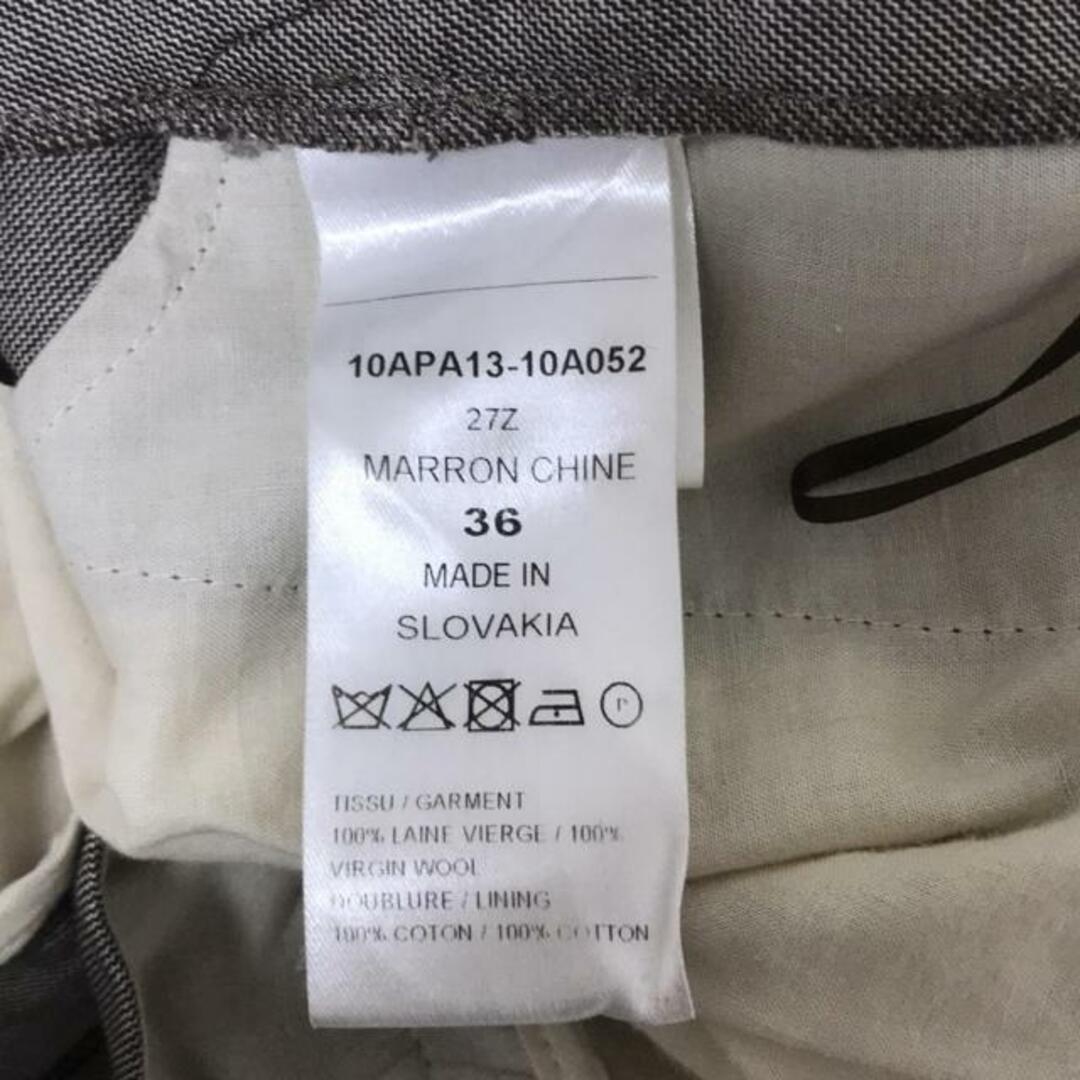 10APA13-10A052
27Z
MARRON CHINE
36
MADE IN
SLOVAKIA
P
TISSU / GARMENT
100% LAINE VIERGE / 100%
VIRGIN WOOL
DOUBLURE / LINING
100% COTON / 100% COTTON